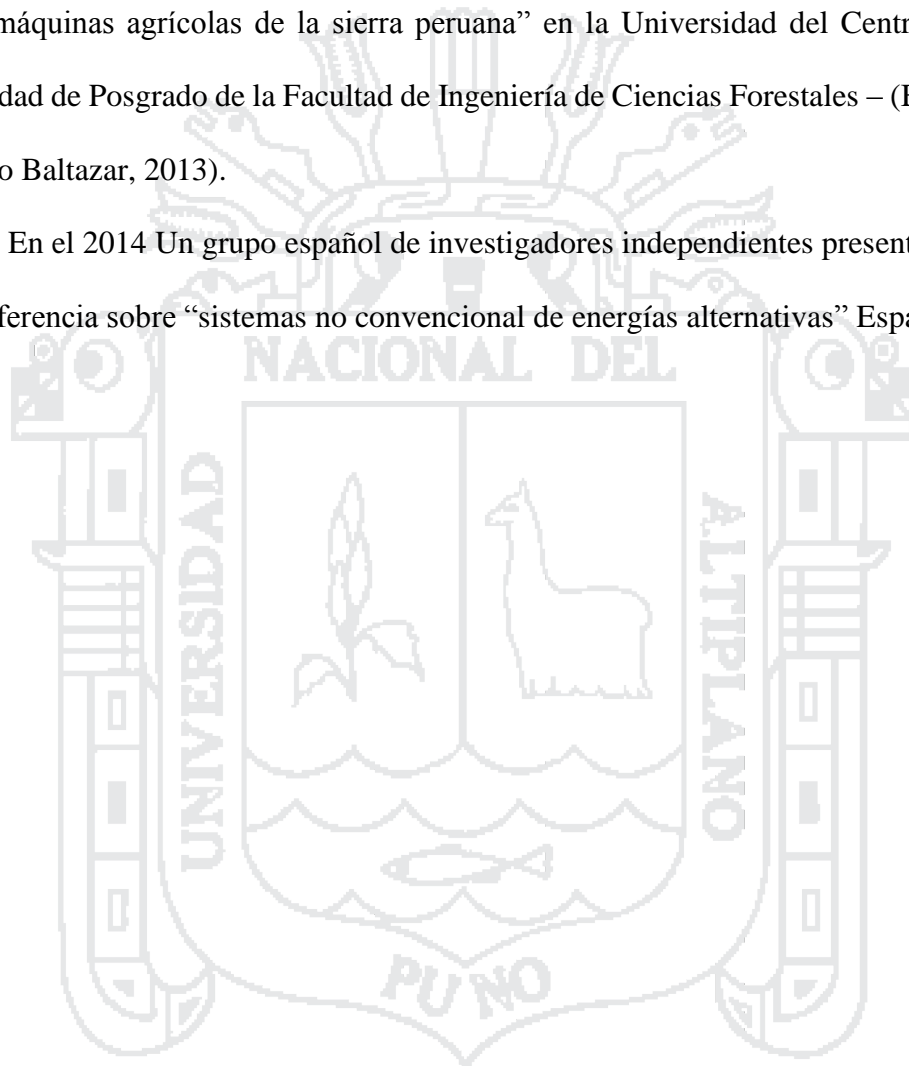 máquinas agrícolas de la sierra peruana” en la Universidad del Centr
dad de Posgrado de la Facultad de Ingeniería de Ciencias Forestales – (
o Baltazar, 2013).
En el 2014 Un grupo español de investigadores independientes present
ferencia sobre “sistemas no convencional de energías alternativas” Espa
NACIONAL DEL
UNIVERSIDAD
ALTIPLANO
PUNO